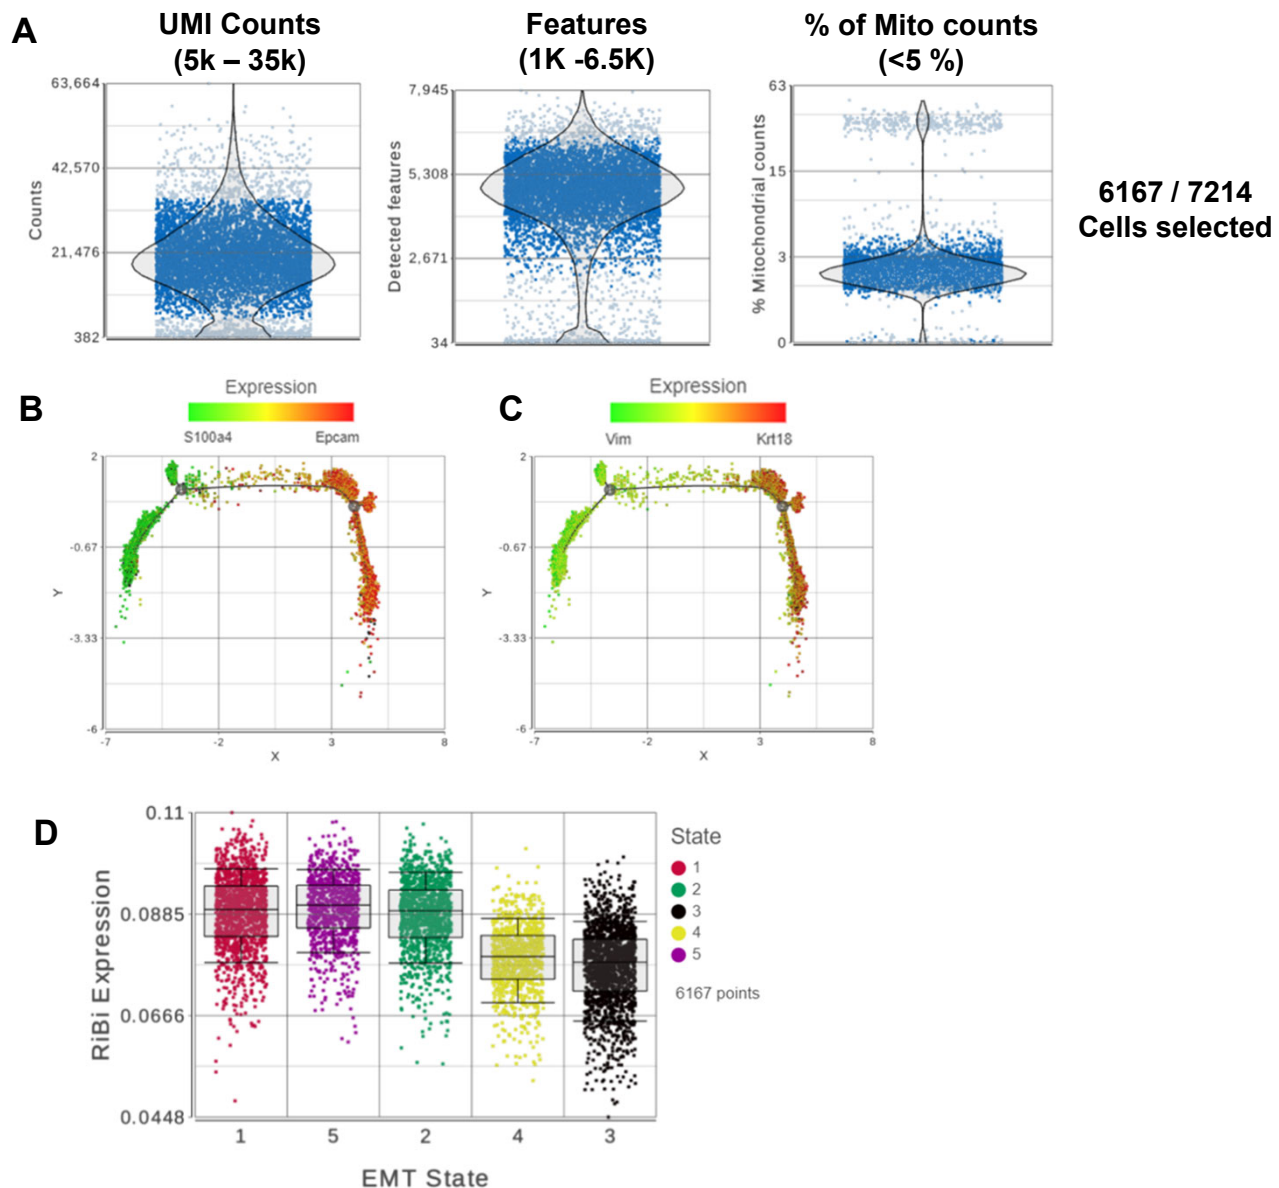 A
UMI Counts
(5k – 35k)
Features
(1K -6.5K)
% of Mito counts
(<5 %)
63,664
42,570
21,476
382
Counts
7,945
5,308
2,671
34
Detected features
63
15
3
0
% Mitochondrial counts
6167 / 7214
Cells selected
B
Expression
S100a4
Epcam
2
-0.67
-3.33
-6
Y
-7
-2
3
8
X
C
Expression
Vim
Krt18
2
-0.67
-3.33
-6
Y
-7
-2
3
8
X
D
0.11
0.0885
0.0666
0.0448
RiBi Expression
1
5
2
4
3
EMT State
State
1
2
3
4
5
6167 points